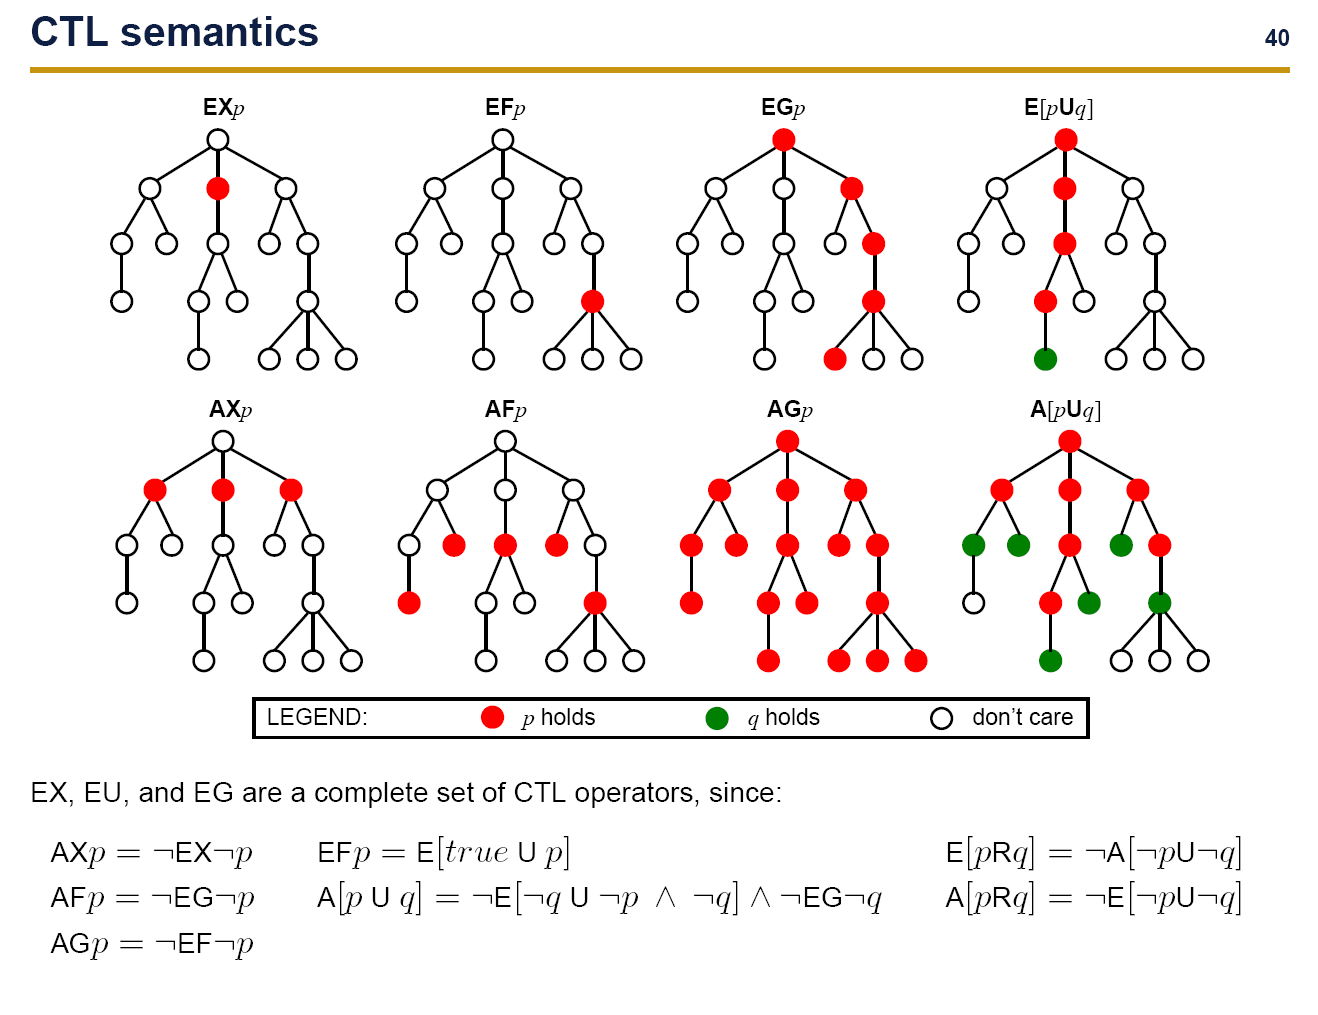 CTL semantics 40
EXp EFp EGp E[pUq]
AXp AFp AGp A[pUq]
LEGEND: p holds q holds don't care
EX, EU, and EG are a complete set of CTL operators, since:
AXp = ¬EX¬p EFp = E[true U p] E[pRq] = ¬A[¬pU¬q]
AFp = ¬EG¬p A[p U q] = ¬E[¬q U ¬p ∧ ¬q] ∧ ¬EG¬q A[pRq] = ¬E[¬pU¬q]
AGp = ¬EF¬p